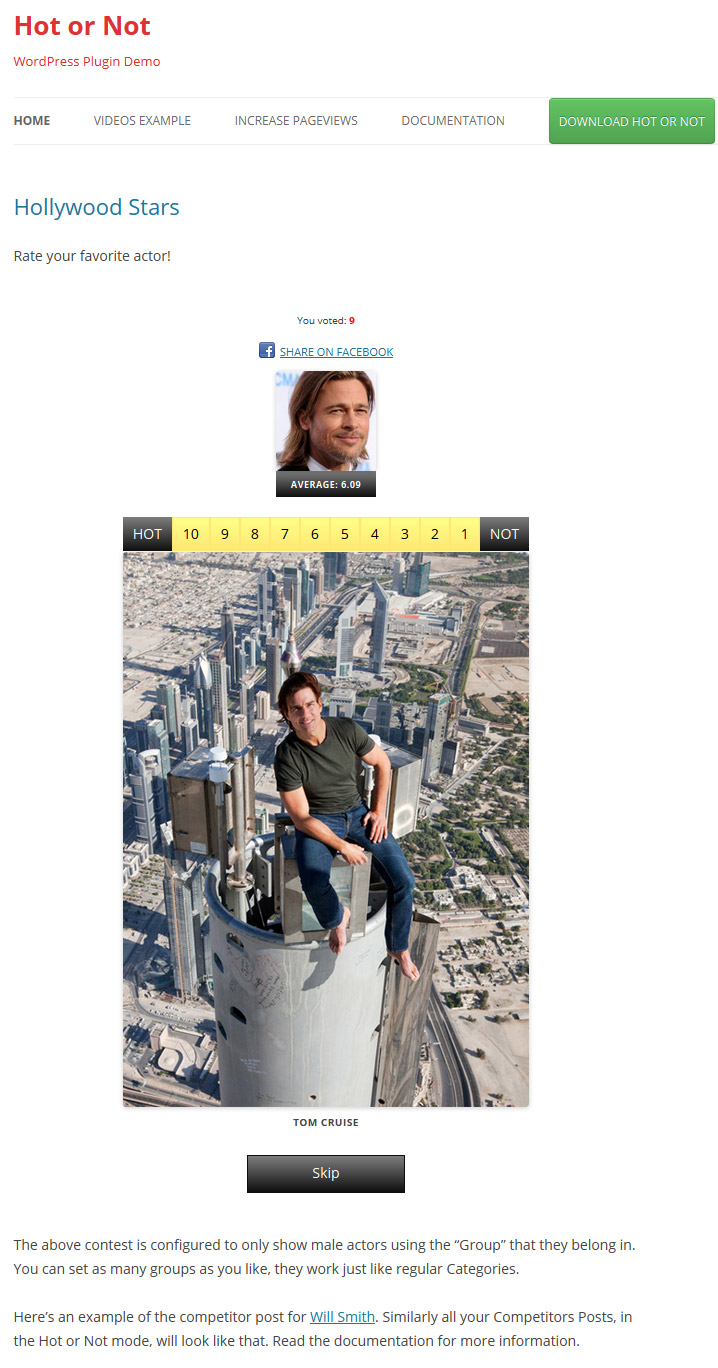 Hot or Not
WordPress Plugin Demo
HOME VIDEOS EXAMPLE INCREASE PAGEVIEWS DOCUMENTATION DOWNLOAD HOT OR NOT
Hollywood Stars
Rate your favorite actor!
You voted: 9
SHARE ON FACEBOOK
CMA
AVERAGE: 6.09
HOT 10 9 8 7 6 5 4 3 2 1 NOT
TOM CRUISE
Skip
The above contest is configured to only show male actors using the “Group” that they belong in.
You can set as many groups as you like, they work just like regular Categories.
Here’s an example of the competitor post for Will Smith. Similarly all your Competitors Posts, in
the Hot or Not mode, will look like that. Read the documentation for more information.